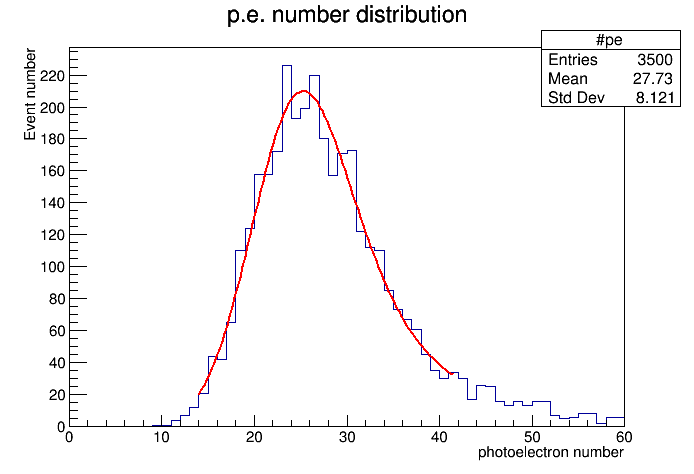 p.e. number distribution
#pe
Entries 3500
Mean 27.73
Std Dev 8.121
Event number
220
200
180
160
140
120
100
80
60
40
20
0
0 10 20 30 40 50 60
photoelectron number